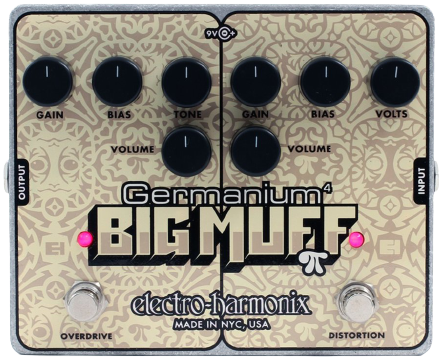 9V +
GAIN BIAS TONE GAIN BIAS VOLTS
VOLUME VOLUME
OUTPUT
INPUT
Germanium4
BIG MUFF
π
electro-harmonix
MADE IN NYC, USA
OVERDRIVE DISTORTION